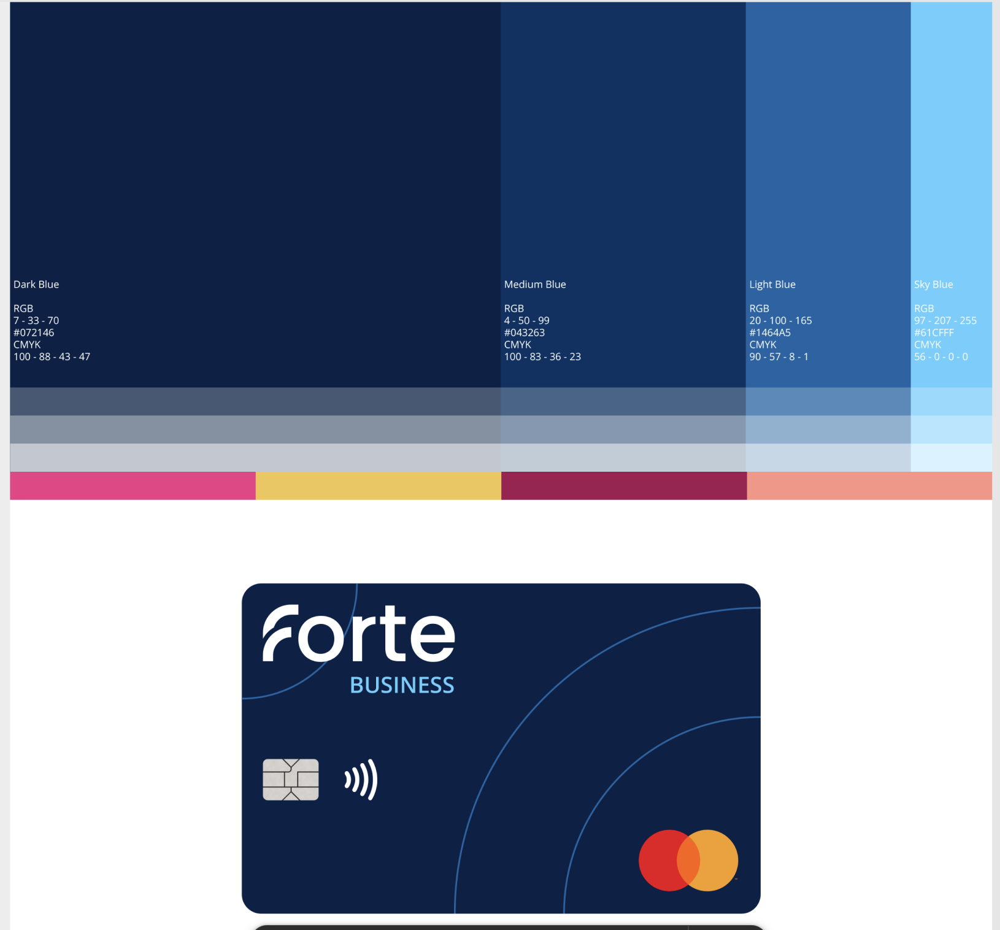 Dark Blue
RGB
7 - 33 - 70
#072146
CMYK
100 - 88 - 43 - 47
Medium Blue
RGB
4 - 50 - 99
#043263
CMYK
100 - 83 - 36 - 23
Light Blue
RGB
20 - 100 - 165
#1464A5
CMYK
90 - 57 - 8 - 1
Sky Blue
RGB
97 - 207 - 255
#61CFFF
CMYK
56 - 0 - 0 - 0
Forte
BUSINESS